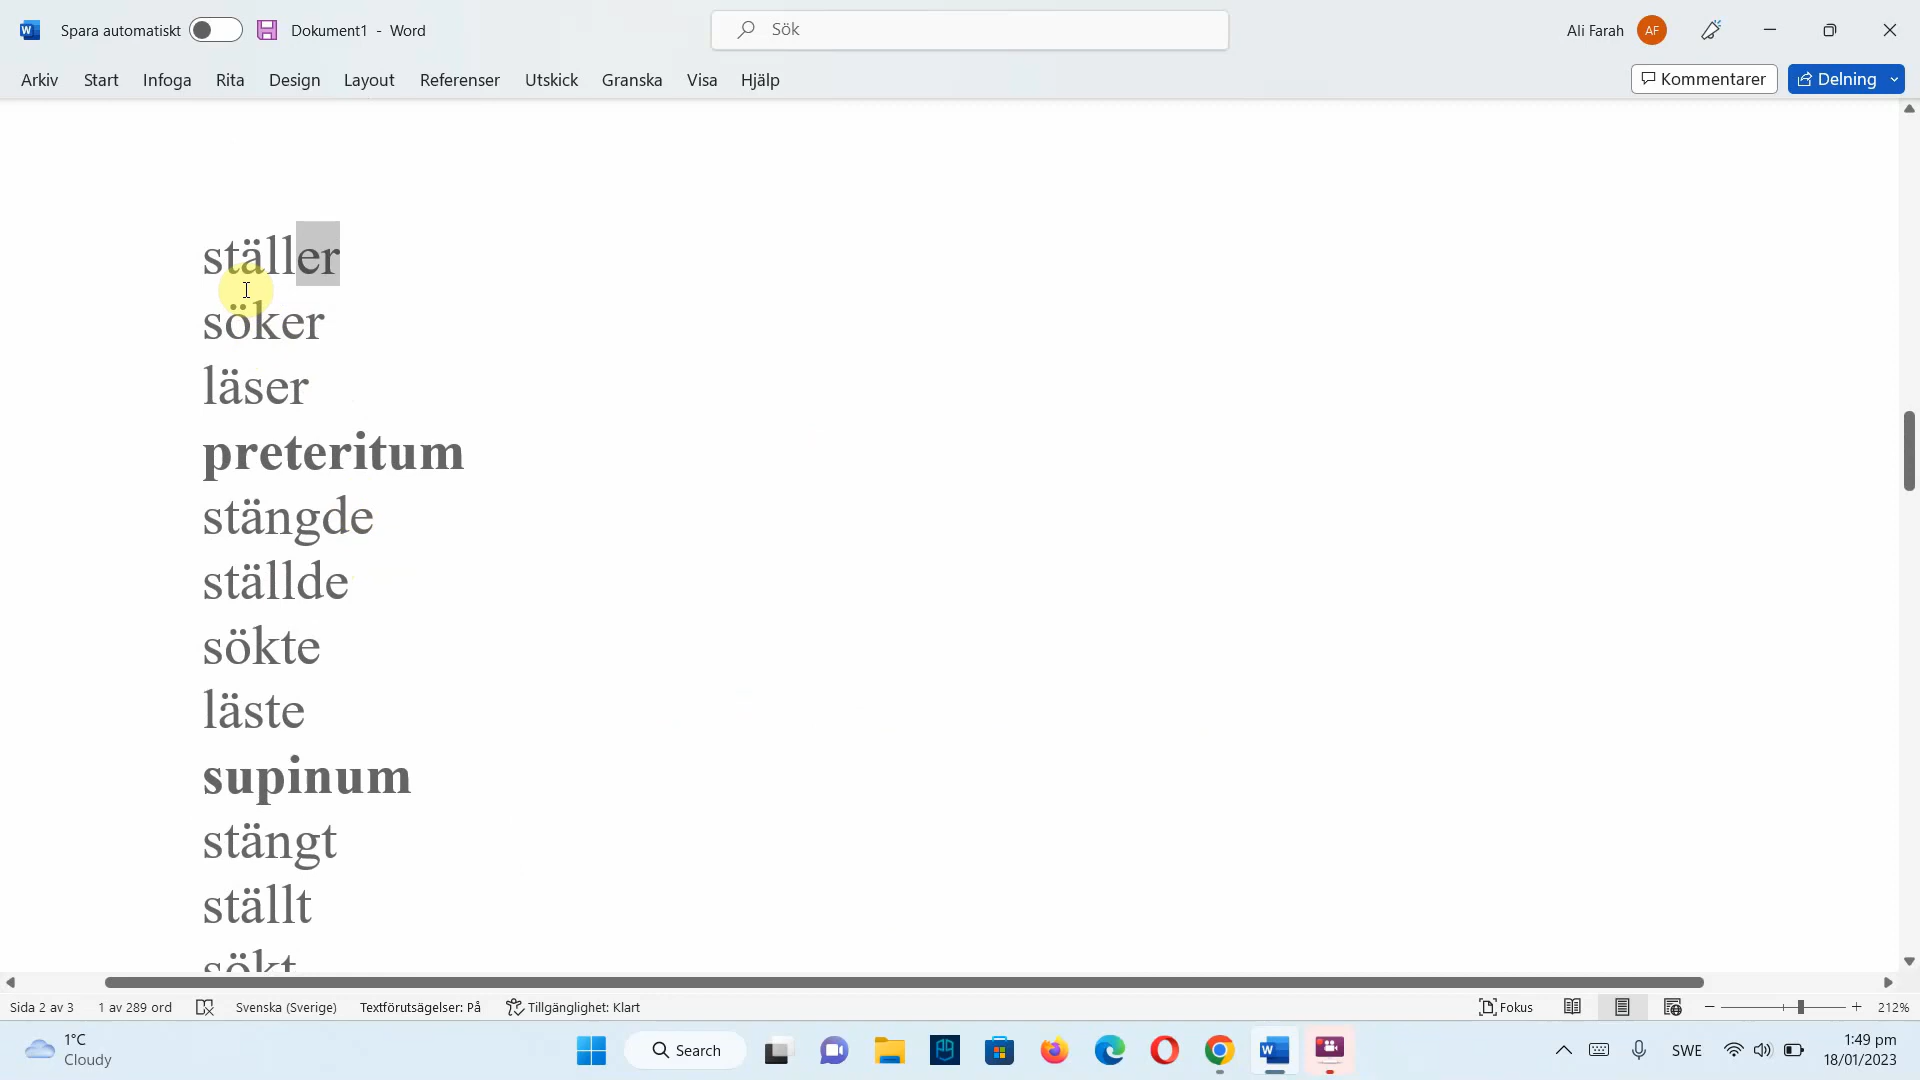 Spara automatiskt
Dokument1 - Word
Sök
Ali Farah
AF
Arkiv Start Infoga Rita Design Layout Referenser Utskick Granska Visa Hjälp
Kommentarer
Delning
ställer
söker
läser
preteritum
stängde
ställde
sökte
läste
supinum
stängt
ställt
sökt
Sida 2 av 3
1 av 289 ord
Svenska (Sverige)
Textförutsägelser: På
Tillgänglighet: Klart
Fokus
212%
1°C
Cloudy
Search
SWE
1:49 pm
18/01/2023